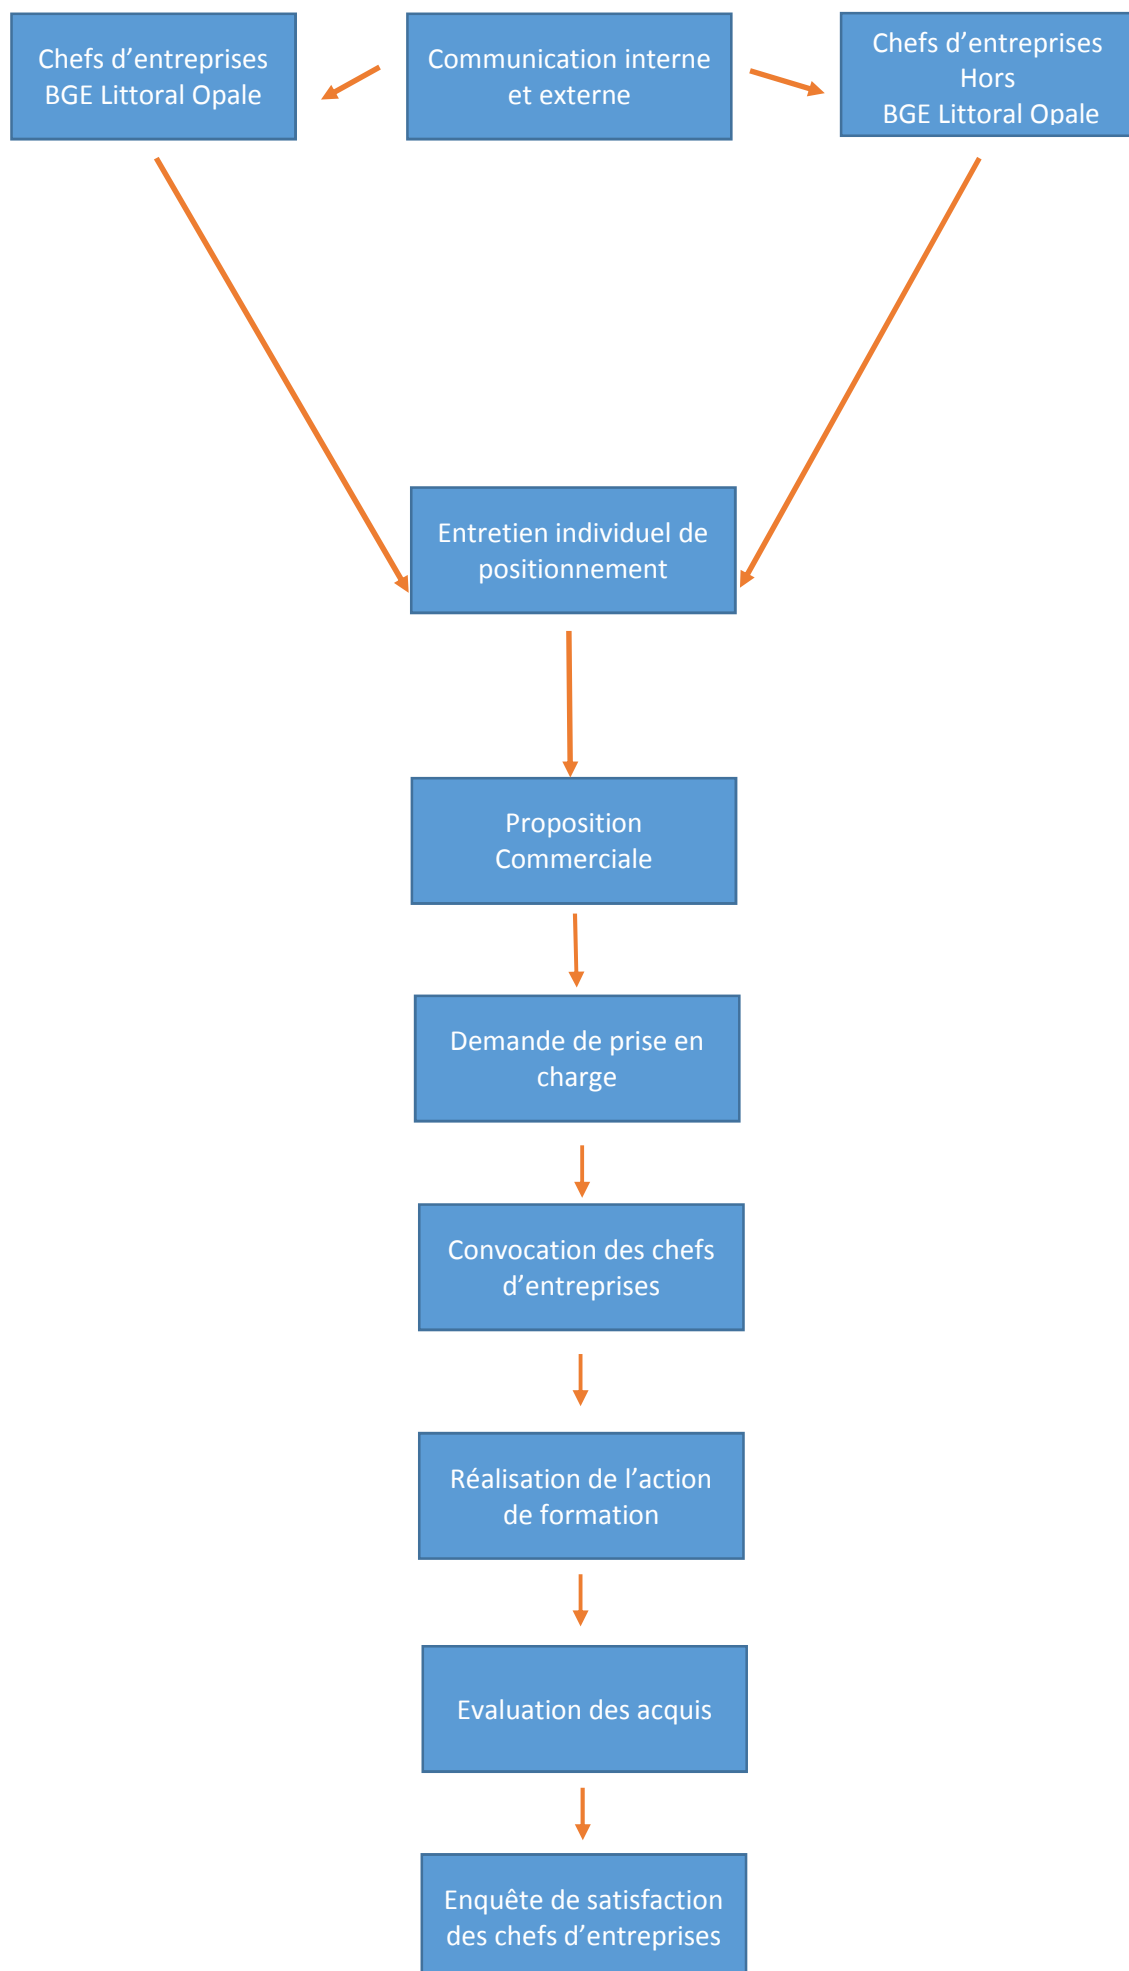 Chefs d’entreprises
BGE Littoral Opale
Communication interne
et externe
Chefs d’entreprises
Hors
BGE Littoral Opale
Entretien individuel de
positionnement
Proposition
Commerciale
Demande de prise en
charge
Convocation des chefs
d’entreprises
Réalisation de l’action
de formation
Evaluation des acquis
Enquête de satisfaction
des chefs d’entreprises